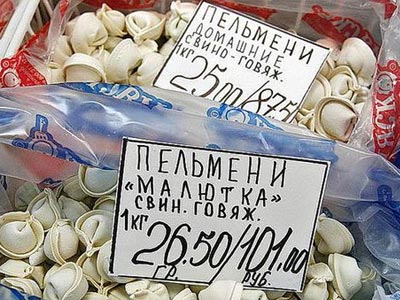 ПЕЛЬМЕНИ
ДОМАШНИЕ
СВИНО-ГОВЯЖ.
1КГ
25.00/87.5
ПЕЛЬМЕНИ
«МАЛЮТКА»
СВИН. ГОВЯЖ.
1КГ
26.50/101.00
ГР. РУБ.